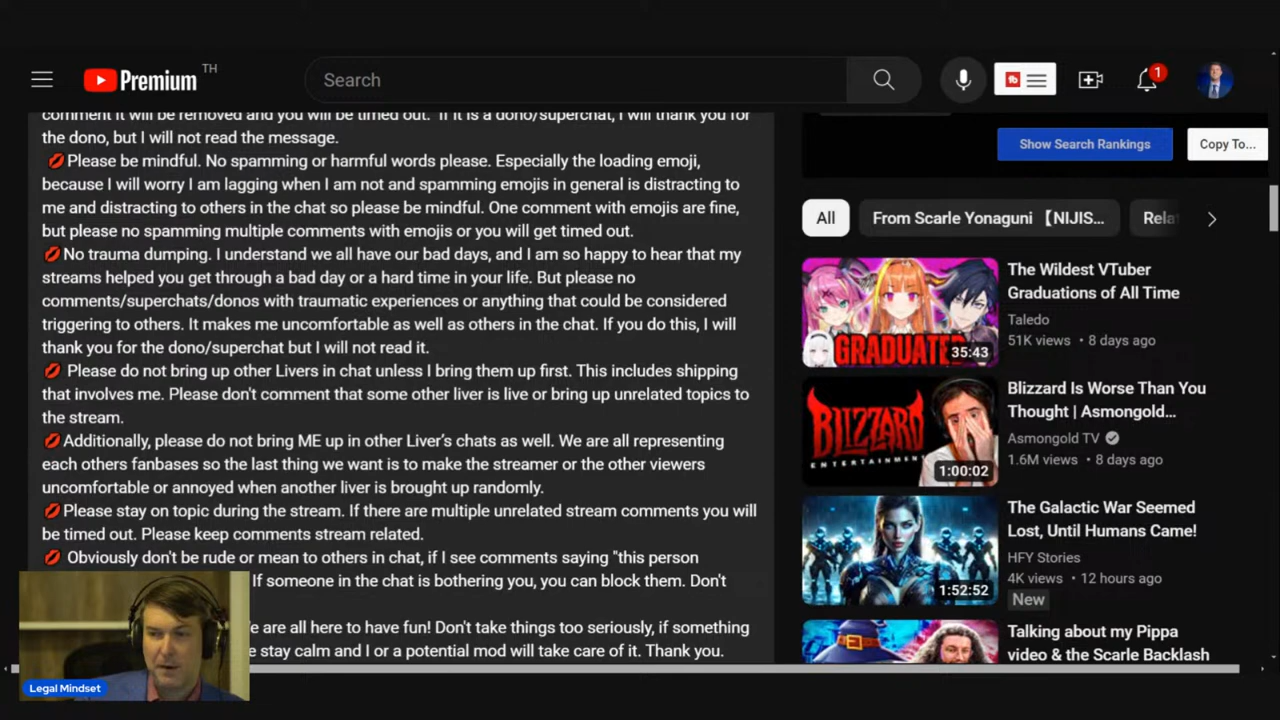 Premium
TH
Search
1
comment it will be removed and you will be timed out. If it is a dono/superchat, I will thank you for
the dono, but I will not read the message.
💋Please be mindful. No spamming or harmful words please. Especially the loading emoji,
because I will worry I am lagging when I am not and spamming emojis in general is distracting to
me and distracting to others in the chat so please be mindful. One comment with emojis are fine,
but please no spamming multiple comments with emojis or you will get timed out.
💋No trauma dumping. I understand we all have our bad days, and I am so happy to hear that my
streams helped you get through a bad day or a hard time in your life. But please no
comments/superchats/donos with traumatic experiences or anything that could be considered
triggering to others. It makes me uncomfortable as well as others in the chat. If you do this, I will
thank you for the dono/superchat but I will not read it.
💋 Please do not bring up other Livers in chat unless I bring them up first. This includes shipping
that involves me. Please don't comment that some other liver is live or bring up unrelated topics to
the stream.
💋Additionally, please do not bring ME up in other Liver's chats as well. We are all representing
each others fanbases so the last thing we want is to make the streamer or the other viewers
uncomfortable or annoyed when another liver is brought up randomly.
💋Please stay on topic during the stream. If there are multiple unrelated stream comments you will
be timed out. Please keep comments stream related.
💋 Obviously don't be rude or mean to others in chat, if I see comments saying "this person
If someone in the chat is bothering you, you can block them. Don't
e are all here to have fun! Don't take things too seriously, if something
e stay calm and I or a potential mod will take care of it. Thank you.
Legal Mindset
Show Search Rankings
Copy To...
All
From Scarle Yonaguni 【NIJIS...
Rela
GRADUATED
35:43
The Wildest VTuber
Graduations of All Time
Taledo
51K views • 8 days ago
BLIZZARD
ENTERTAINMENT
1:00:02
Blizzard Is Worse Than You
Thought | Asmongold...
Asmongold TV
1.6M views • 8 days ago
1:52:52
The Galactic War Seemed
Lost, Until Humans Came!
HFY Stories
4K views • 12 hours ago
New
Talking about my Pippa
video & the Scarle Backlash